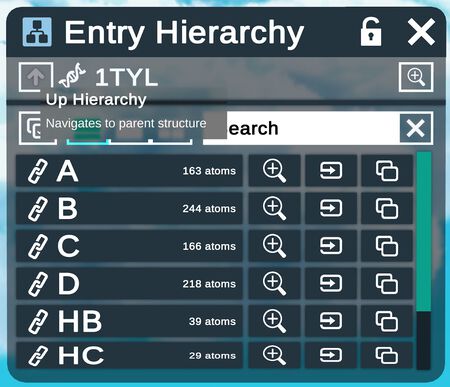 Entry Hierarchy
1TYL
Up Hierarchy
Navigates to parent structure
earch
A 163 atoms
B 244 atoms
C 166 atoms
D 218 atoms
HB 39 atoms
HC 29 atoms